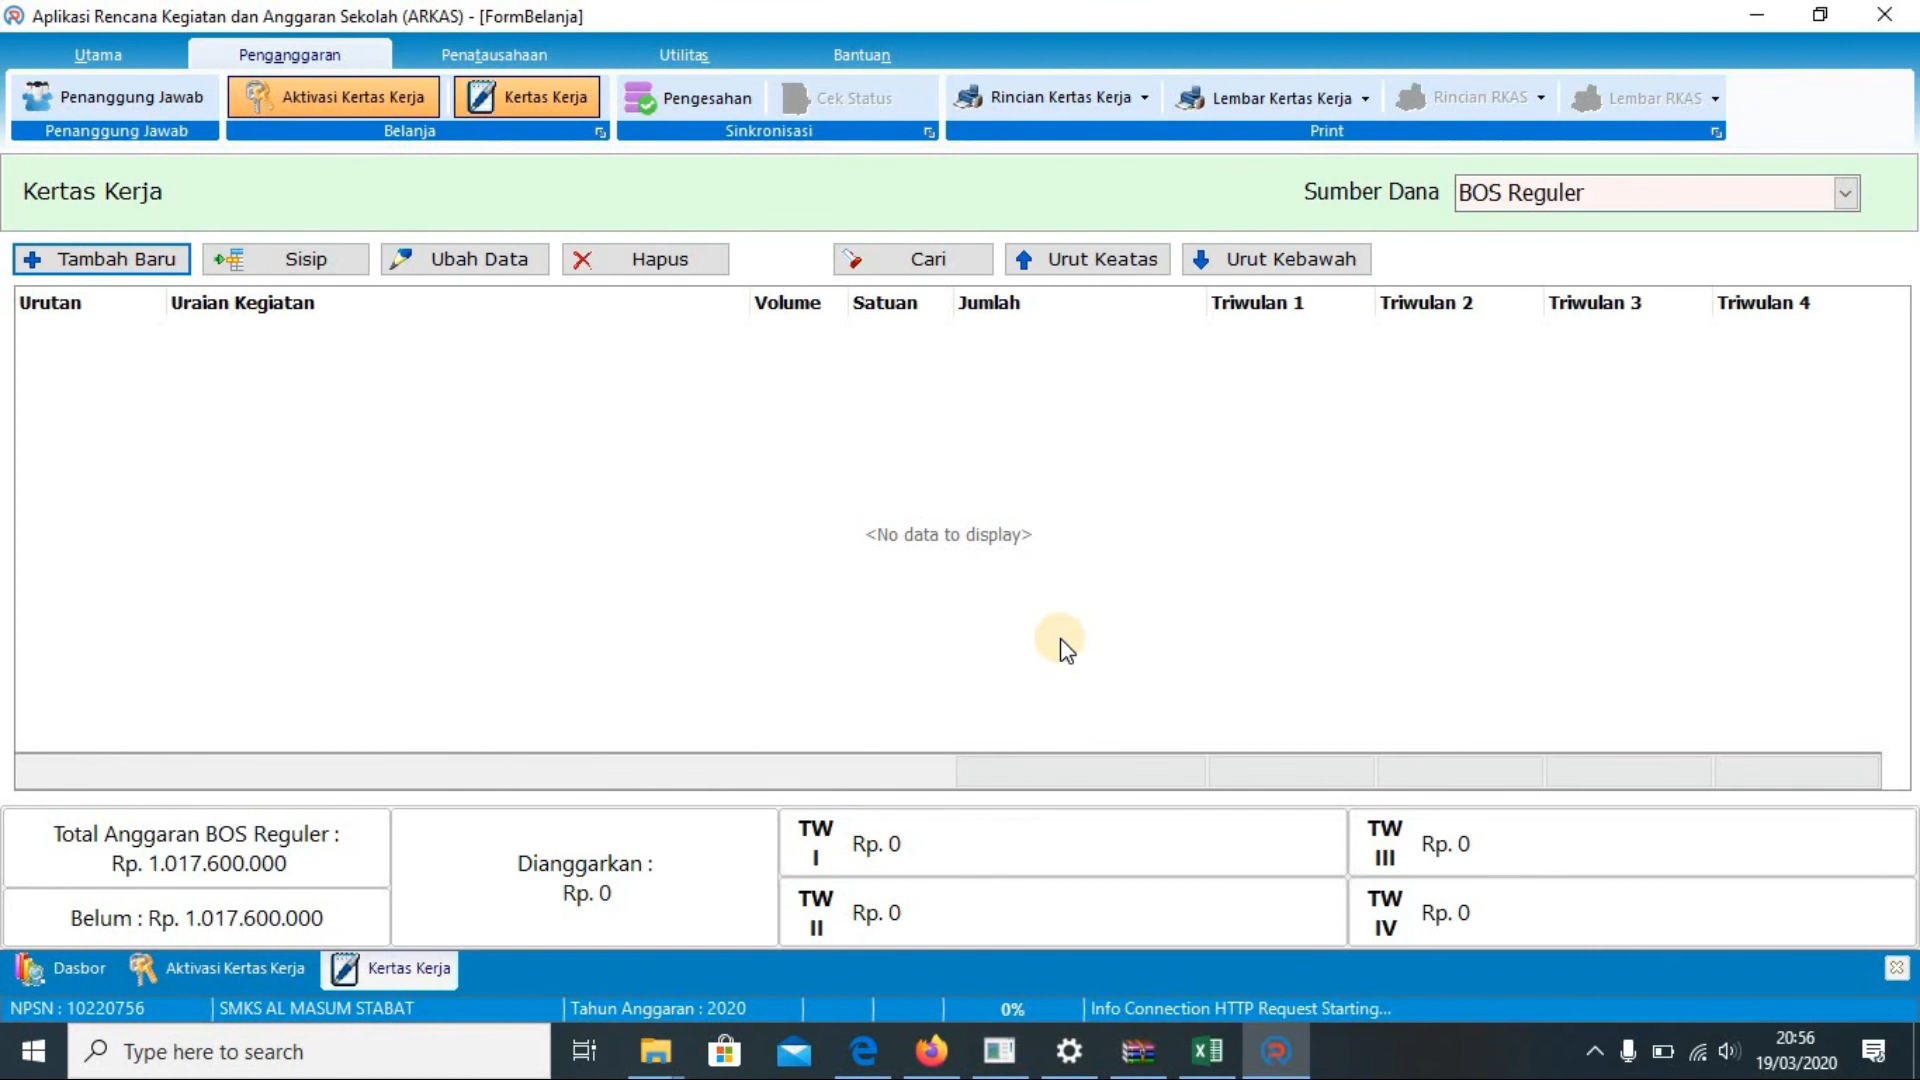 Aplikasi Rencana Kegiatan dan Anggaran Sekolah (ARKAS) - [FormBelanja]
Utama Penganggaran Penatausahaan Utilitas Bantuan
Penanggung Jawab Aktivasi Kertas Kerja Kertas Kerja Pengesahan Cek Status Rincian Kertas Kerja Lembar Kertas Kerja Rincian RKAS Lembar RKAS
Penanggung Jawab Belanja Sinkronisasi Print
Kertas Kerja Sumber Dana BOS Reguler
Tambah Baru Sisip Ubah Data Hapus Cari Urut Keatas Urut Kebawah
Urutan Uraian Kegiatan Volume Satuan Jumlah Triwulan 1 Triwulan 2 Triwulan 3 Triwulan 4
<No data to display>
Total Anggaran BOS Reguler :
Rp. 1.017.600.000
Belum : Rp. 1.017.600.000
Dianggarkan :
Rp. 0
TW I Rp. 0
TW II Rp. 0
TW III Rp. 0
TW IV Rp. 0
Dasbor Aktivasi Kertas Kerja Kertas Kerja
NPSN : 10220756 SMKS AL MASUM STABAT Tahun Anggaran : 2020 0% Info Connection HTTP Request Starting...
Type here to search
20:56
19/03/2020